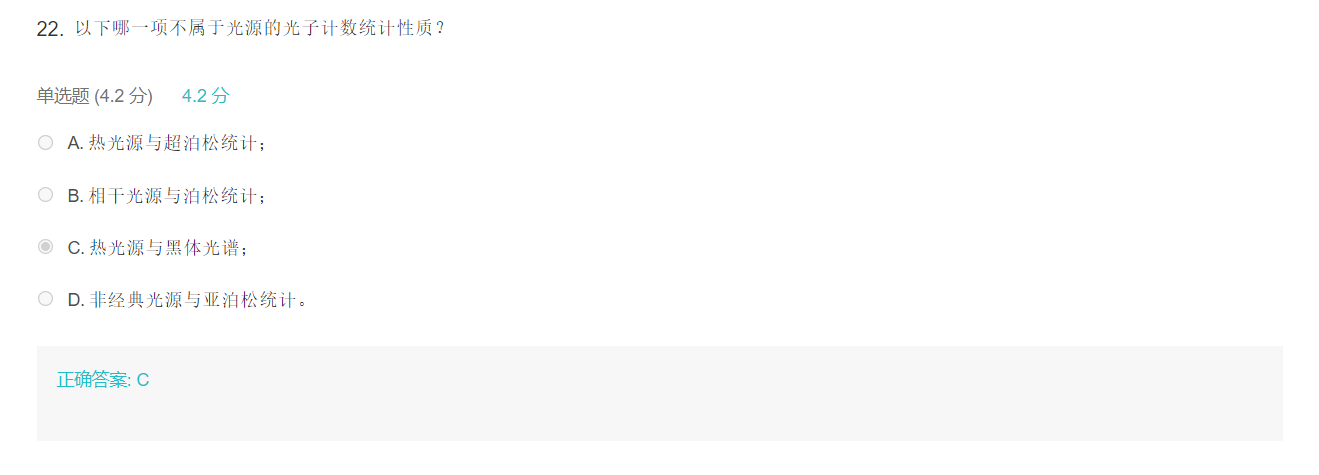 22. 以下哪一项不属于光源的光子计数统计性质？
单选题 (4.2 分) 4.2 分
A. 热光源与超泊松统计；
B. 相干光源与泊松统计；
C. 热光源与黑体光谱；
D. 非经典光源与亚泊松统计。
正确答案: C